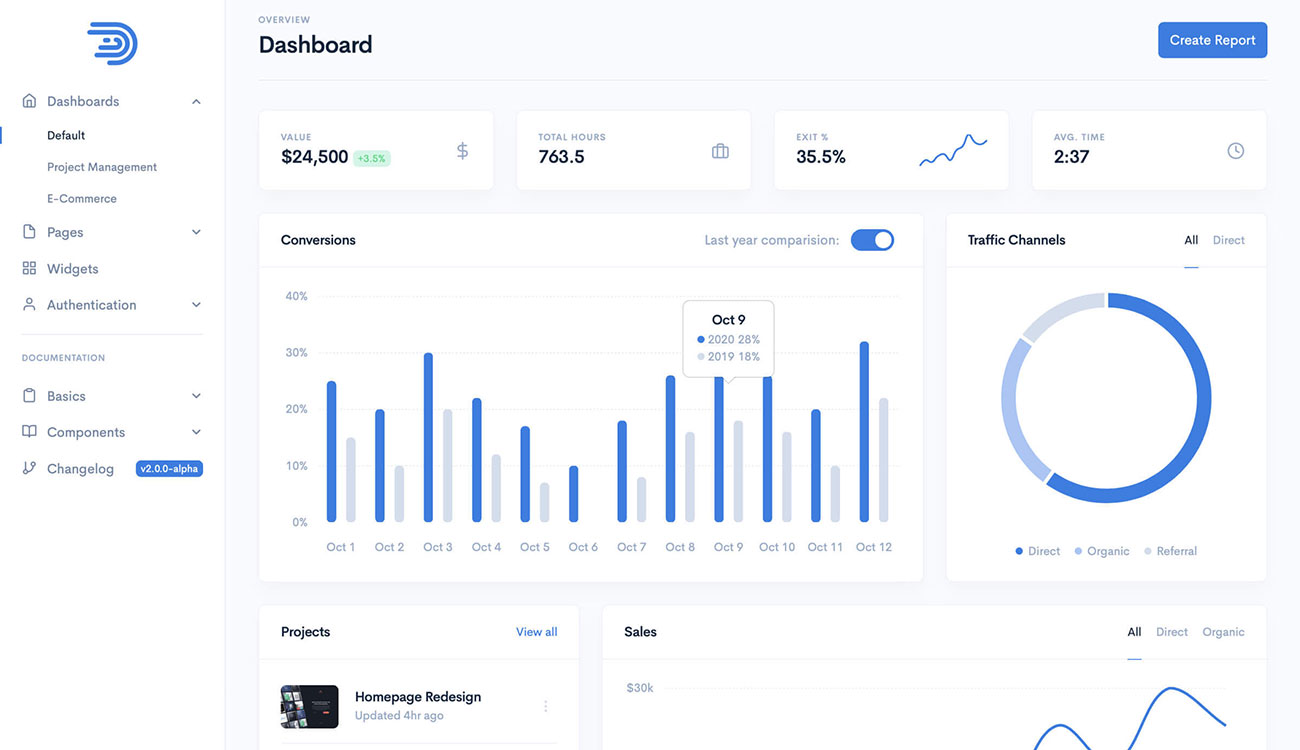 OVERVIEW
Dashboard
Create Report
Dashboards
Default
Project Management
E-Commerce
Pages
Widgets
Authentication
DOCUMENTATION
Basics
Components
Changelog v2.0.0-alpha
VALUE
$24,500 +3.5%
$
TOTAL HOURS
763.5
EXIT %
35.5%
AVG. TIME
2:37
Conversions
Last year comparision:
40%
30%
20%
10%
0%
Oct 9
2020 28%
2019 18%
Oct 1 Oct 2 Oct 3 Oct 4 Oct 5 Oct 6 Oct 7 Oct 8 Oct 9 Oct 10 Oct 11 Oct 12
Traffic Channels
All Direct
Direct Organic Referral
Projects
View all
Homepage Redesign
Updated 4hr ago
Sales
All Direct Organic
$30k